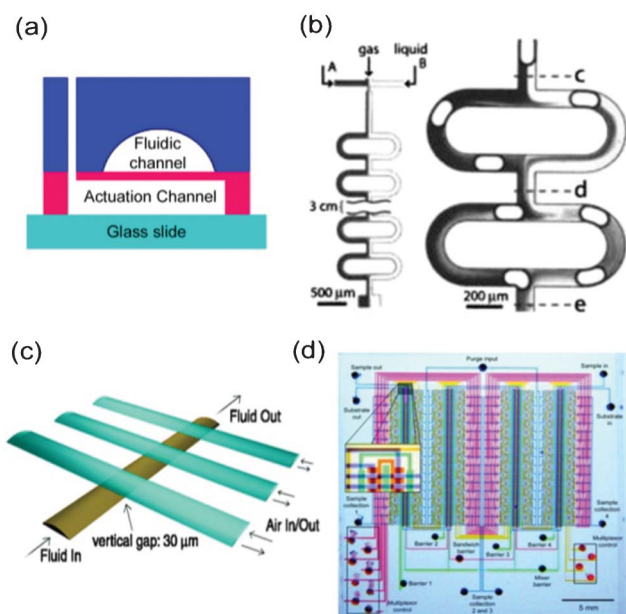 (a)
Fluidic
channel
Actuation Channel
Glass slide
(b)
gas
liquid
A
B
3 cm
500 μm
200 μm
c
d
e
(c)
Fluid Out
Air In/Out
vertical gap: 30 μm
Fluid In
(d)
Sample out
Purge input
Sample in
Substrate
out
Substrate
in
Sample
collection
1
Sample
collection
4
Barrier 2
Sandwich
barrier
Barrier 3
Barrier 4
Multiplexor
control
Barrier 1
Mixer
barrier
Multiplexor
control
Sample
collection
2 and 3
5 mm